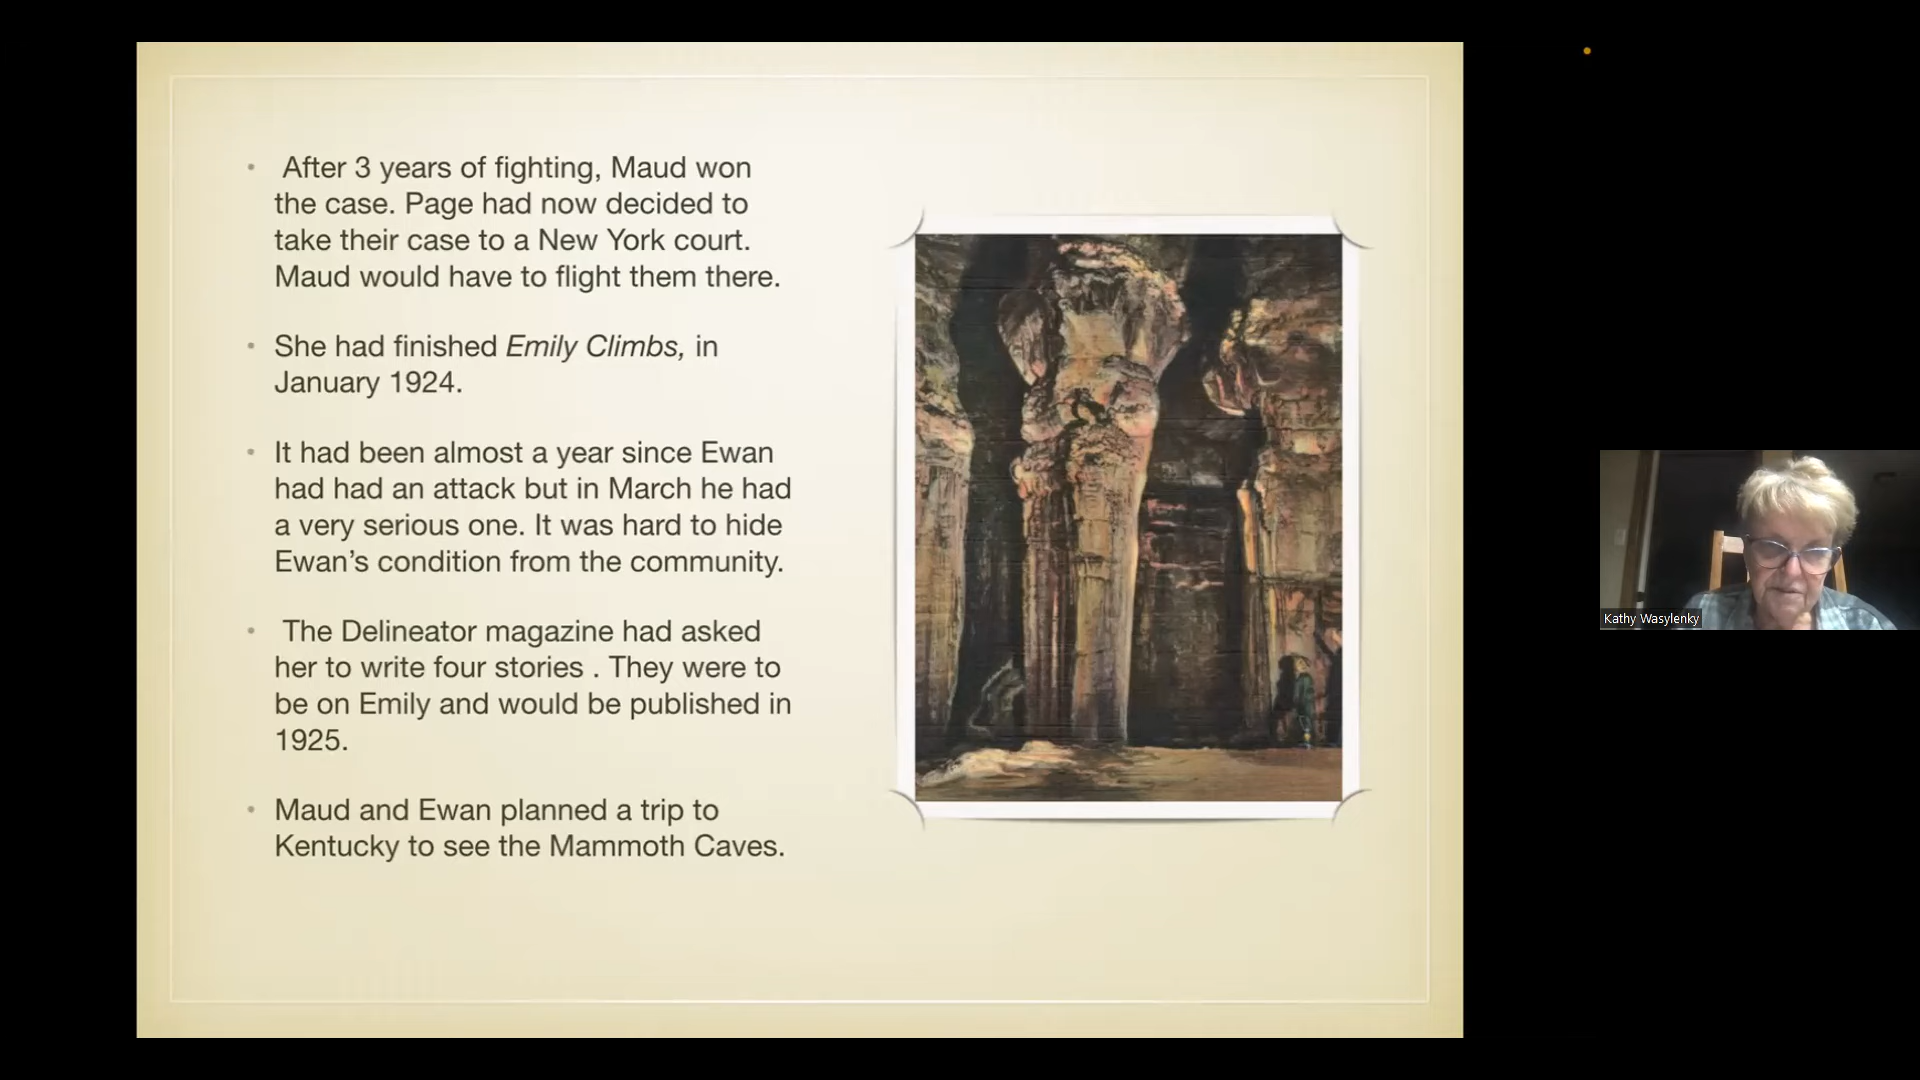 • After 3 years of fighting, Maud won
the case. Page had now decided to
take their case to a New York court.
Maud would have to flight them there.
• She had finished Emily Climbs, in
January 1924.
• It had been almost a year since Ewan
had had an attack but in March he had
a very serious one. It was hard to hide
Ewan’s condition from the community.
• The Delineator magazine had asked
her to write four stories . They were to
be on Emily and would be published in
1925.
• Maud and Ewan planned a trip to
Kentucky to see the Mammoth Caves.
Kathy Wasylenky